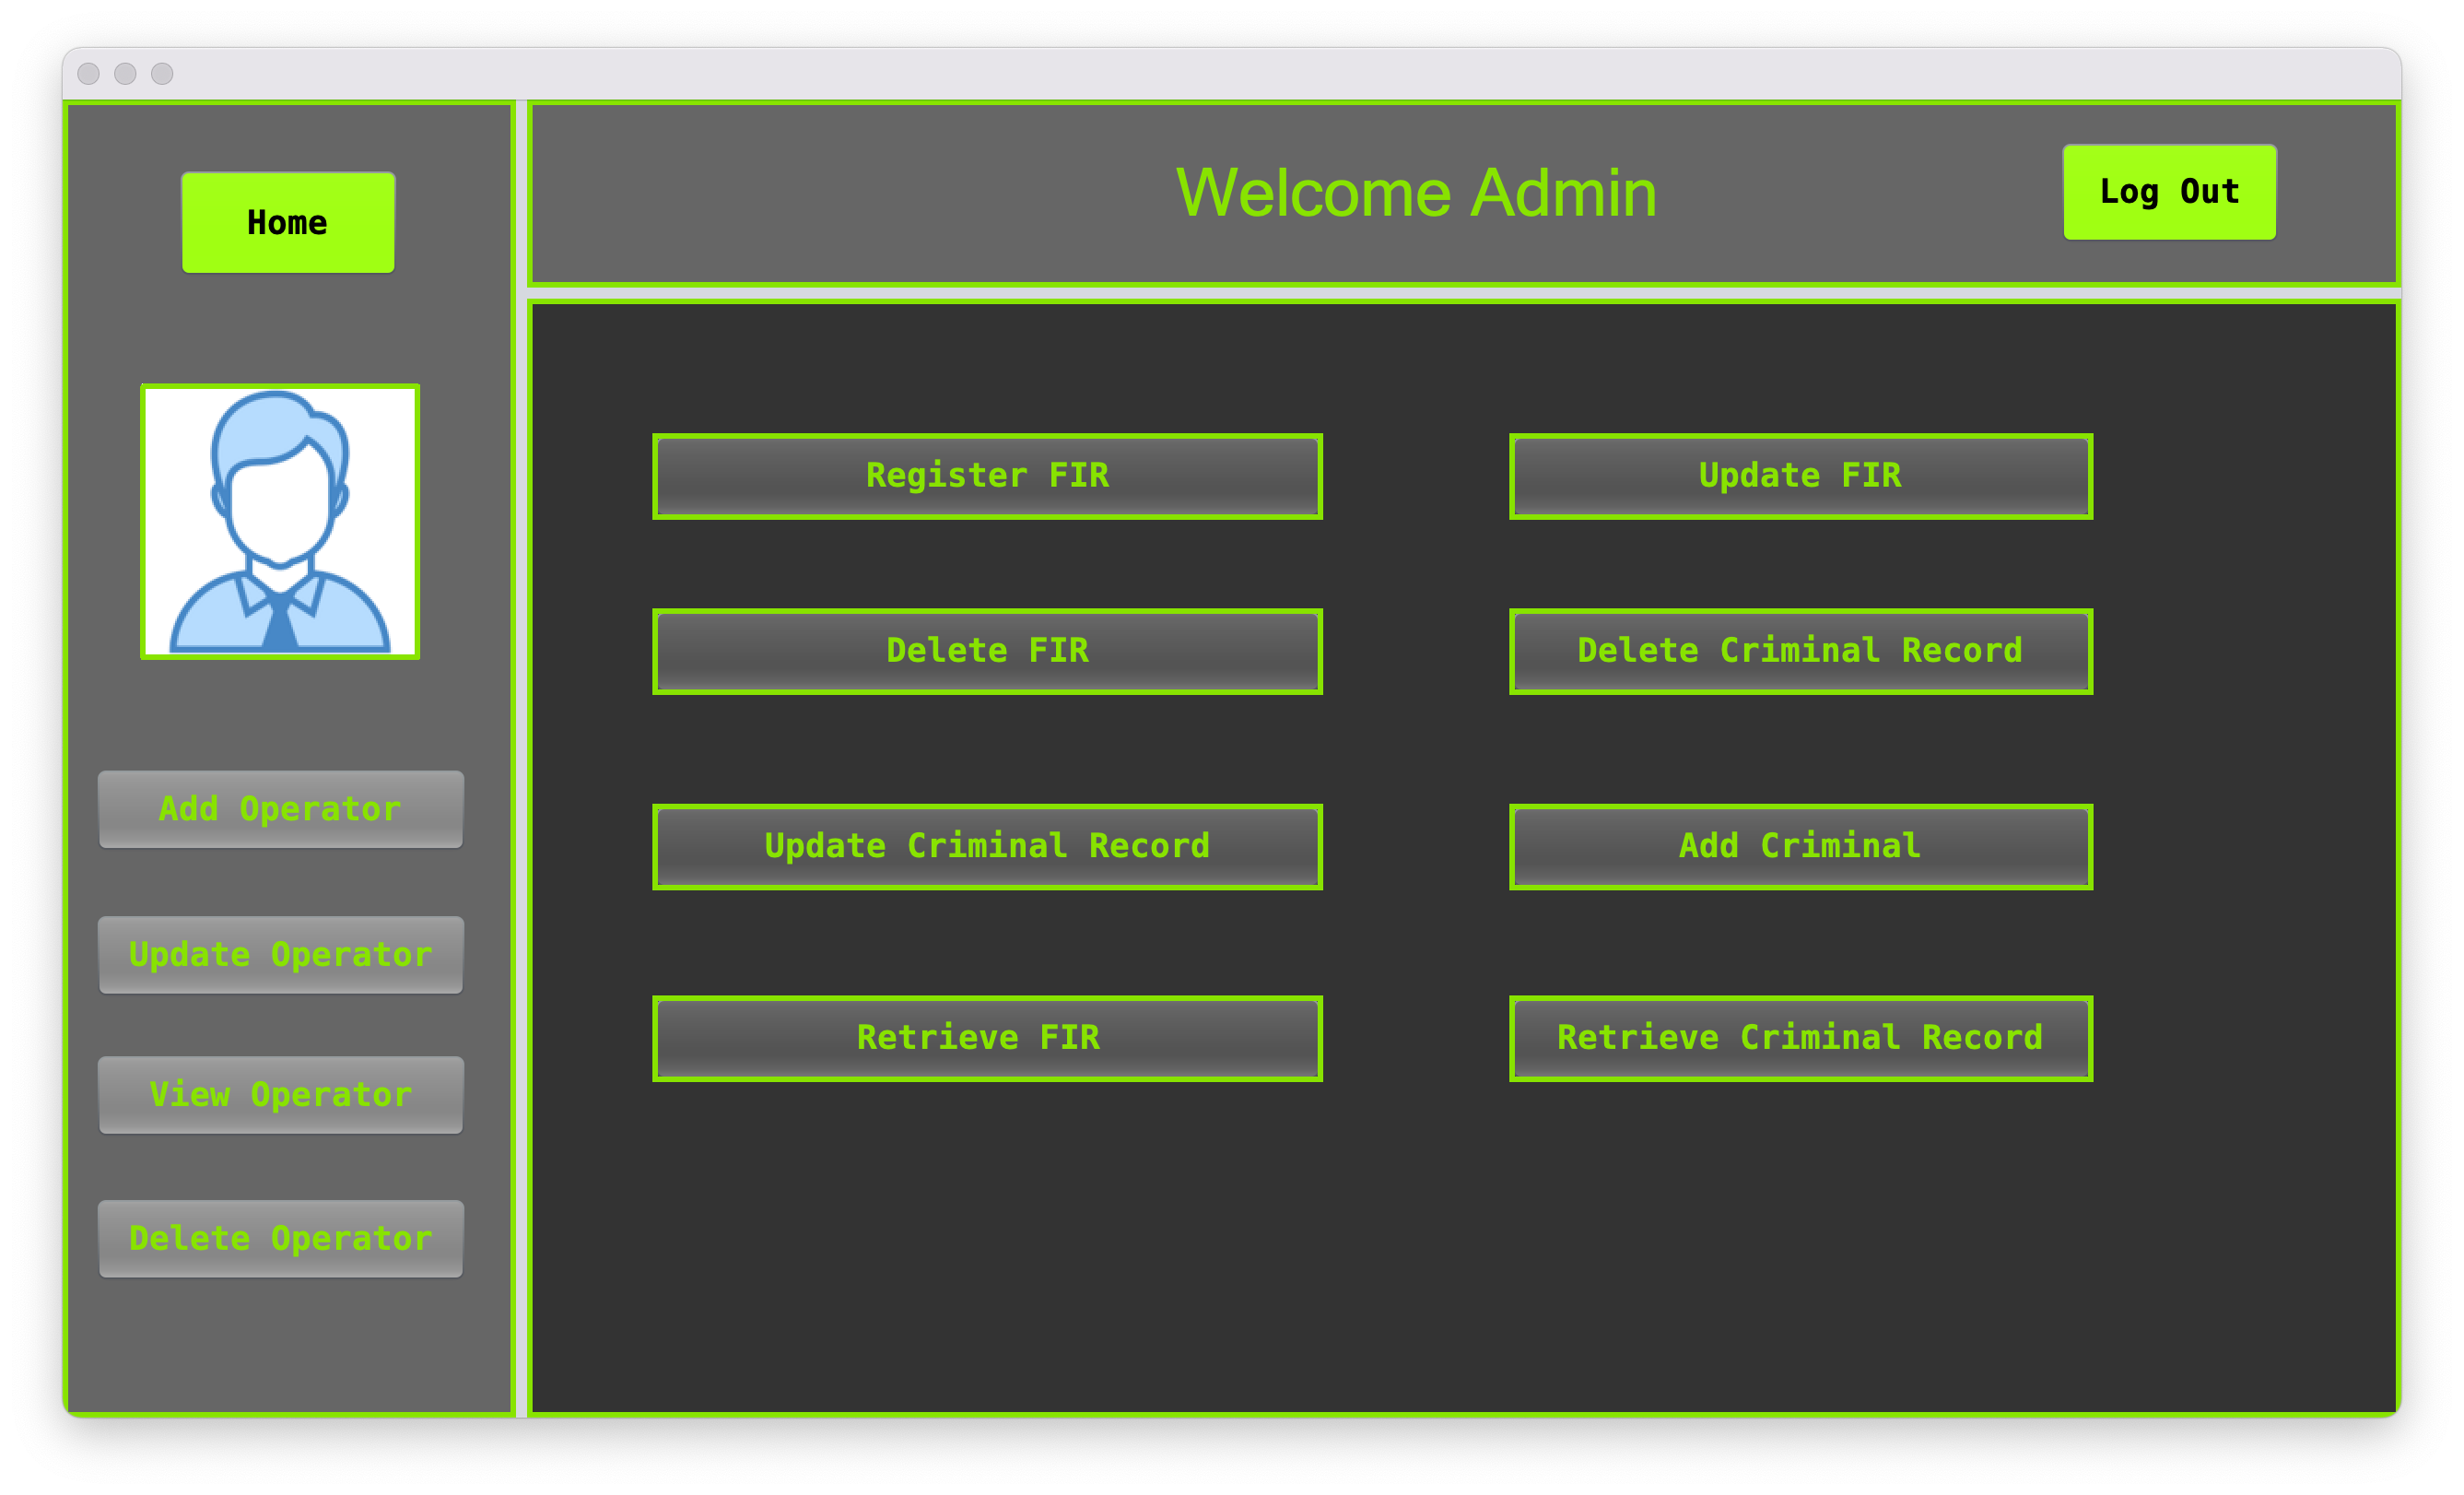 Home
Welcome Admin
Log Out
Register FIR
Update FIR
Delete FIR
Delete Criminal Record
Add Operator
Update Criminal Record
Add Criminal
Update Operator
Retrieve FIR
Retrieve Criminal Record
View Operator
Delete Operator